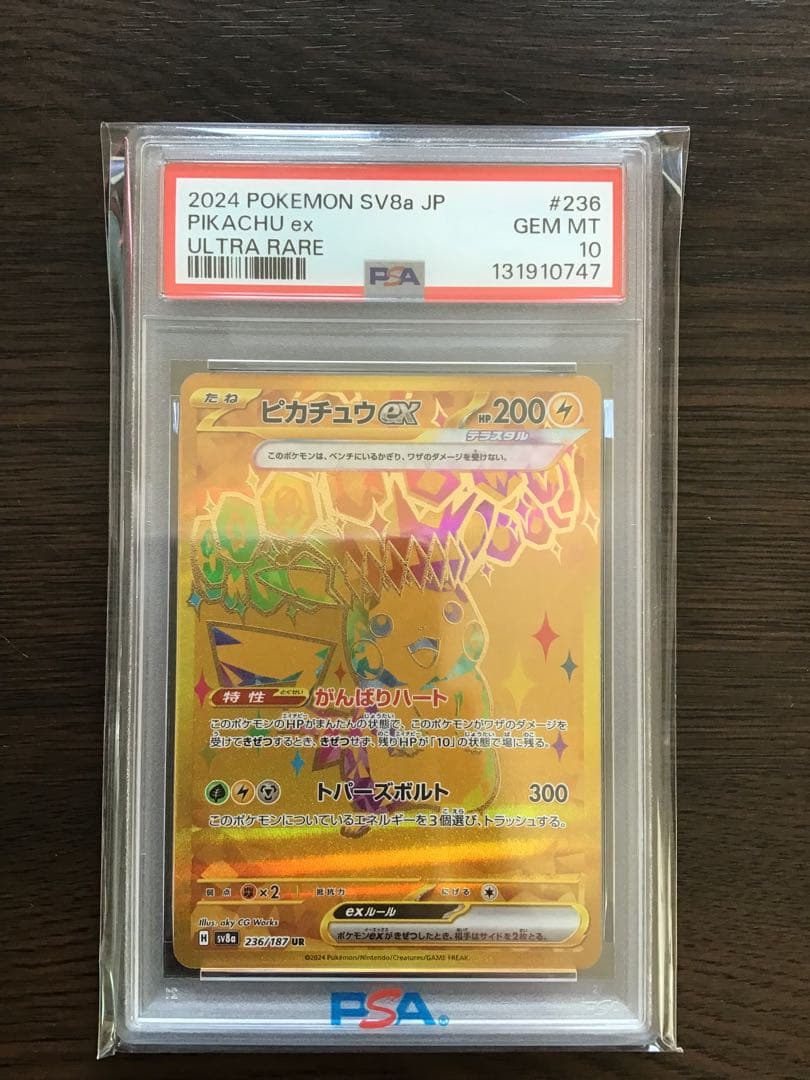 2024 POKEMON SV8a JP #236
PIKACHU ex GEM MT
ULTRA RARE 10
131910747
PSA
たね ピカチュウex HP200
テラスタル
このポケモンは、ベンチにいるかぎり、ワザのダメージを受けない。
特性 とくせい がんばりハート
このポケモンのHPがまんたんの状態で、このポケモンがワザのダメージを
受けてきぜつするとき、きぜつせず、残りHPが「10」の状態で場に残る。
トパーズボルト 300
このポケモンについているエネルギーを3個選び、トラッシュする。
弱点 ×2 抵抗力 にげる
exルール
ポケモンexがきぜつしたとき、相手はサイドを2枚とる。
Illus. aky CG Works
H sv8a 236/187 UR
©2024 Pokémon/Nintendo/Creatures/GAME FREAK.
PSA